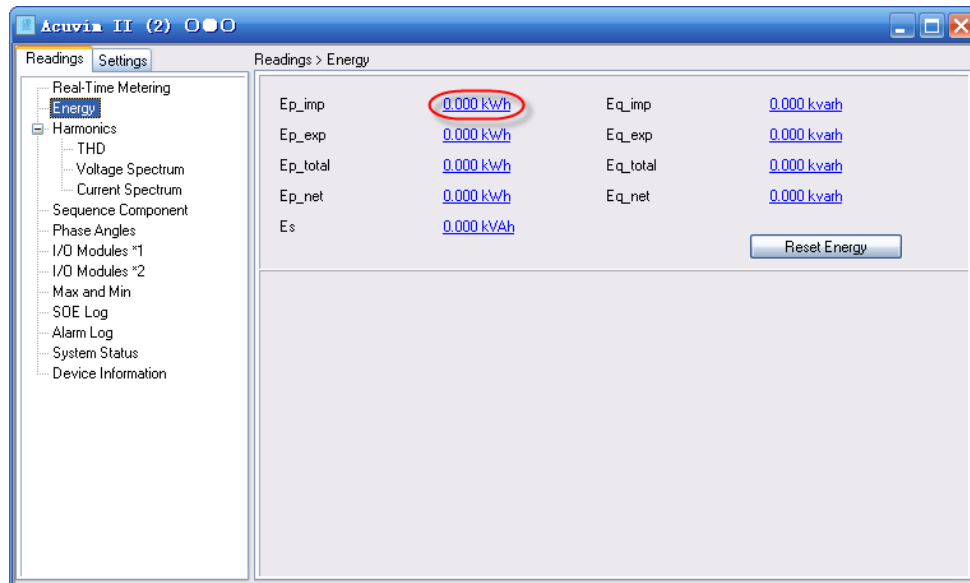 Acuvim II (2)
Readings Settings
Readings > Energy
Real-Time Metering
Energy
Harmonics
THD
Voltage Spectrum
Current Spectrum
Sequence Component
Phase Angles
I/O Modules *1
I/O Modules *2
Max and Min
SOE Log
Alarm Log
System Status
Device Information
Ep_imp 0.000 kWh Eq_imp 0.000 kvarh
Ep_exp 0.000 kWh Eq_exp 0.000 kvarh
Ep_total 0.000 kWh Eq_total 0.000 kvarh
Ep_net 0.000 kWh Eq_net 0.000 kvarh
Es 0.000 kVAh
Reset Energy